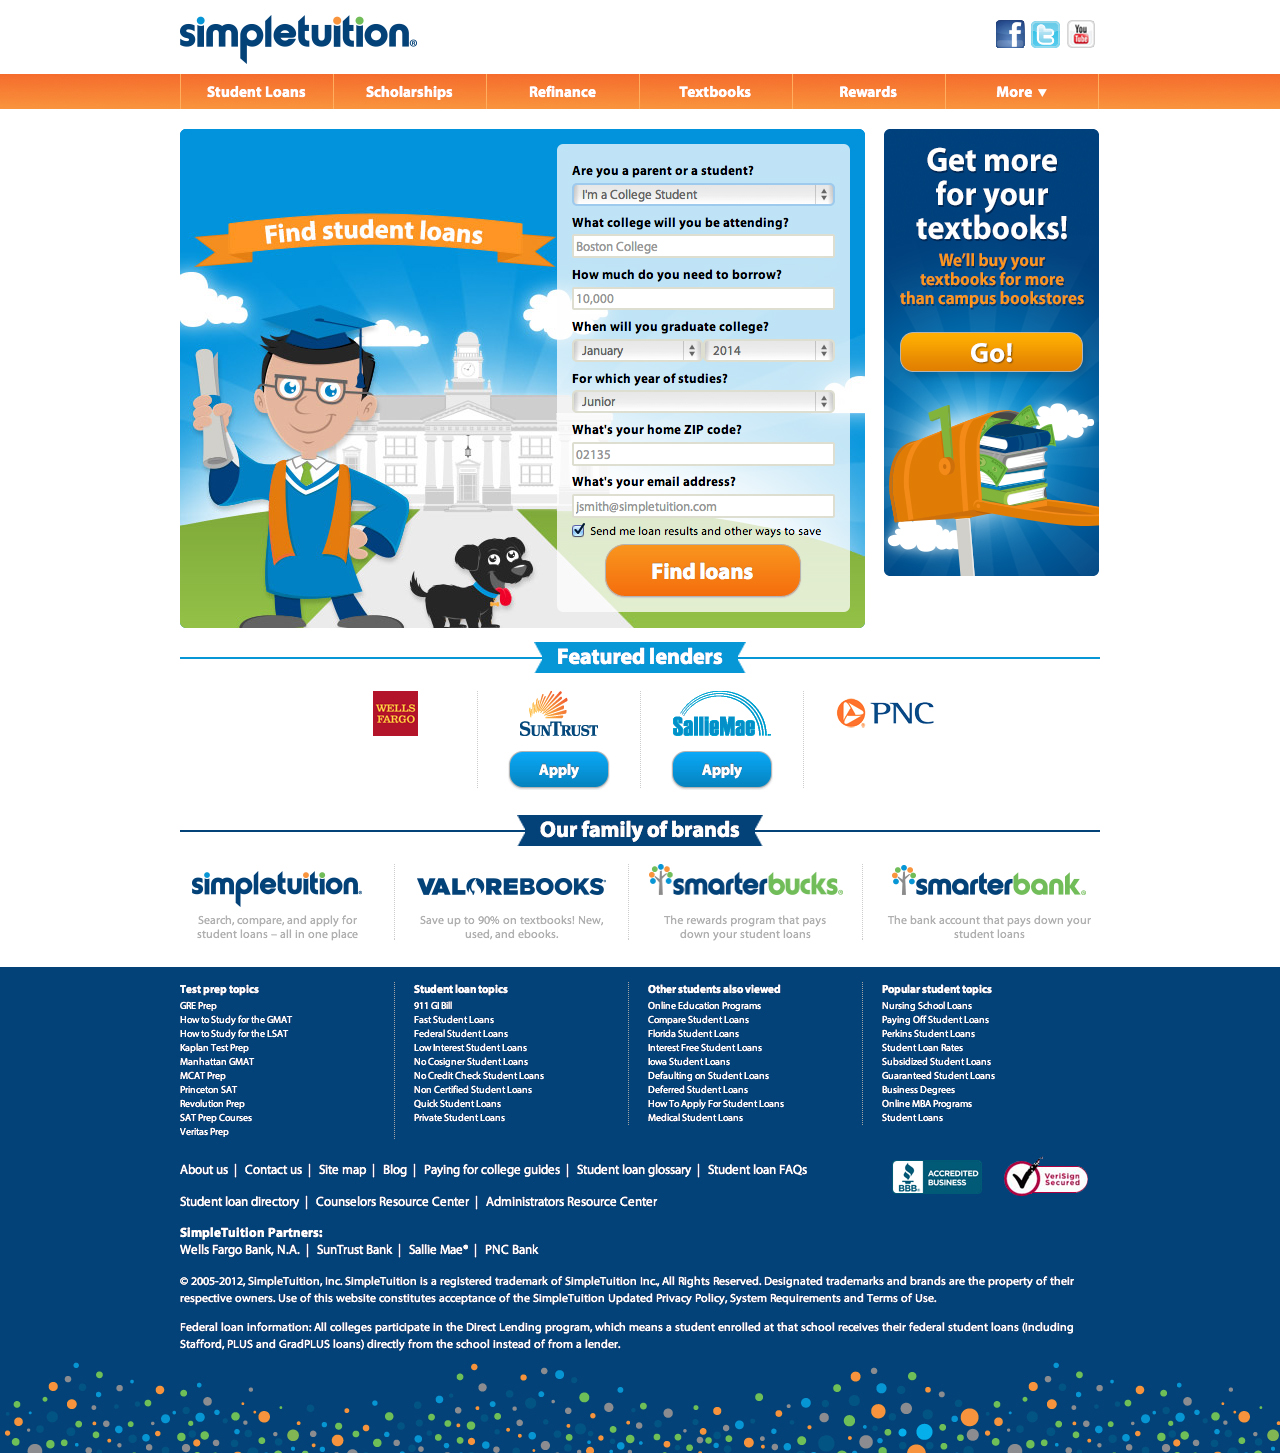 simpletuition®
You Tube
Student Loans
Scholarships
Refinance
Textbooks
Rewards
More ▼
Find student loans
Are you a parent or a student?
I'm a College Student
What college will you be attending?
Boston College
How much do you need to borrow?
10,000
When will you graduate college?
January
2014
For which year of studies?
Junior
What's your home ZIP code?
02135
What's your email address?
jsmith@simpletuition.com
Send me loan results and other ways to save
Find loans
Get more
for your
textbooks!
We'll buy your
textbooks for more
than campus bookstores
Go!
Featured lenders
WELLS
FARGO
SUNTRUST
Apply
SallieMae
Apply
PNC
Our family of brands
simpletuition
Search, compare, and apply for
student loans – all in one place
VALOREBOOKS
Save up to 90% on textbooks! New,
used, and ebooks.
smarterbucks
The rewards program that pays
down your student loans
smarterbank
The bank account that pays down your
student loans
Test prep topics
GRE Prep
How to Study for the GMAT
How to Study for the LSAT
Kaplan Test Prep
Manhattan GMAT
MCAT Prep
Princeton SAT
Revolution Prep
SAT Prep Courses
Veritas Prep
Student loan topics
911 GI Bill
Fast Student Loans
Federal Student Loans
Low Interest Student Loans
No Cosigner Student Loans
No Credit Check Student Loans
Non Certified Student Loans
Quick Student Loans
Private Student Loans
Other students also viewed
Online Education Programs
Compare Student Loans
Florida Student Loans
Interest Free Student Loans
Iowa Student Loans
Defaulting on Student Loans
Deferred Student Loans
How To Apply For Student Loans
Medical Student Loans
Popular student topics
Nursing School Loans
Paying Off Student Loans
Perkins Student Loans
Student Loan Rates
Subsidized Student Loans
Guaranteed Student Loans
Business Degrees
Online MBA Programs
Student Loans
About us | Contact us | Site map | Blog | Paying for college guides | Student loan glossary | Student loan FAQs
Student loan directory | Counselors Resource Center | Administrators Resource Center
BBB.
ACCREDITED
BUSINESS
VeriSign
Secured
SimpleTuition Partners:
Wells Fargo Bank, N.A. | SunTrust Bank | Sallie Mae® | PNC Bank
© 2005-2012, SimpleTuition, Inc. SimpleTuition is a registered trademark of SimpleTuition Inc., All Rights Reserved. Designated trademarks and brands are the property of their
respective owners. Use of this website constitutes acceptance of the SimpleTuition Updated Privacy Policy, System Requirements and Terms of Use.
Federal loan information: All colleges participate in the Direct Lending program, which means a student enrolled at that school receives their federal student loans (including
Stafford, PLUS and GradPLUS loans) directly from the school instead of from a lender.